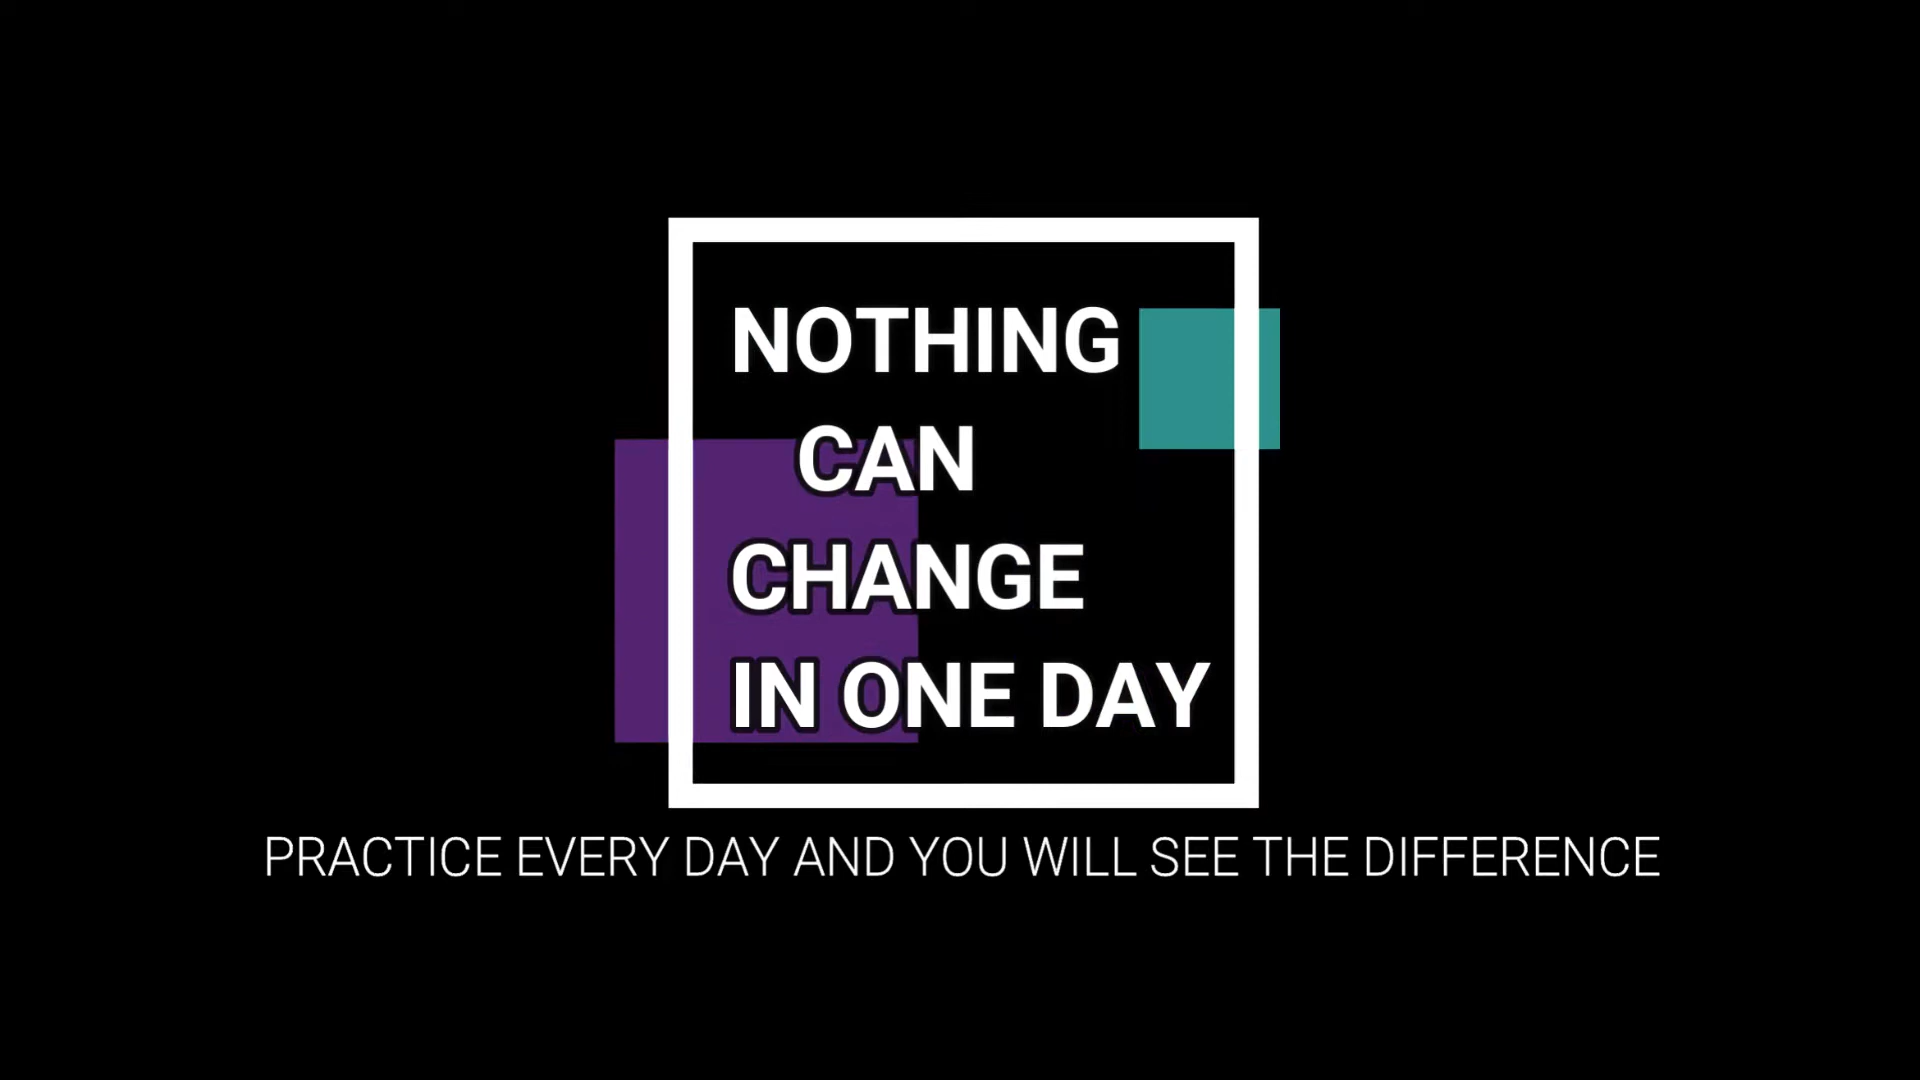 NOTHING
CAN
CHANGE
IN ONE DAY
PRACTICE EVERY DAY AND YOU WILL SEE THE DIFFERENCE